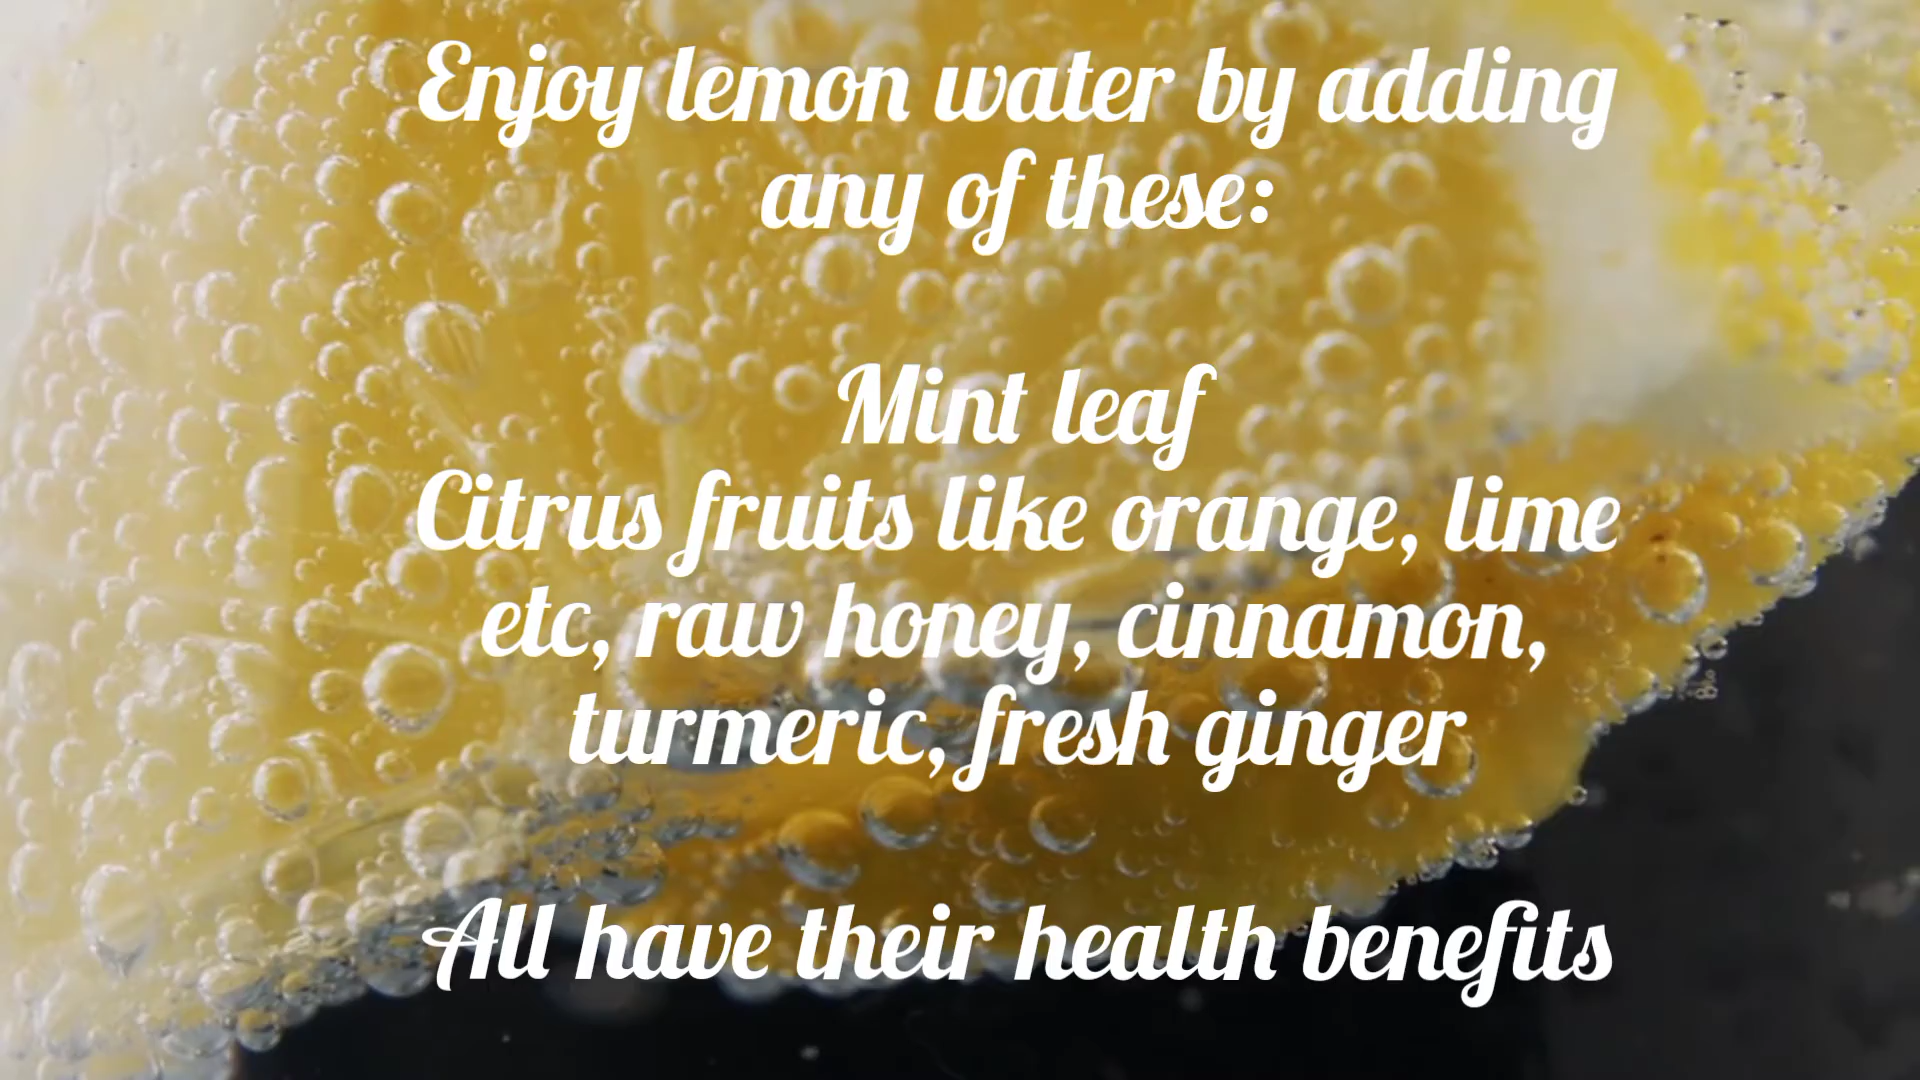 Enjoy lemon water by adding
any of these:
Mint leaf
Citrus fruits like orange, lime
etc, raw honey, cinnamon,
turmeric, fresh ginger
All have their health benefits